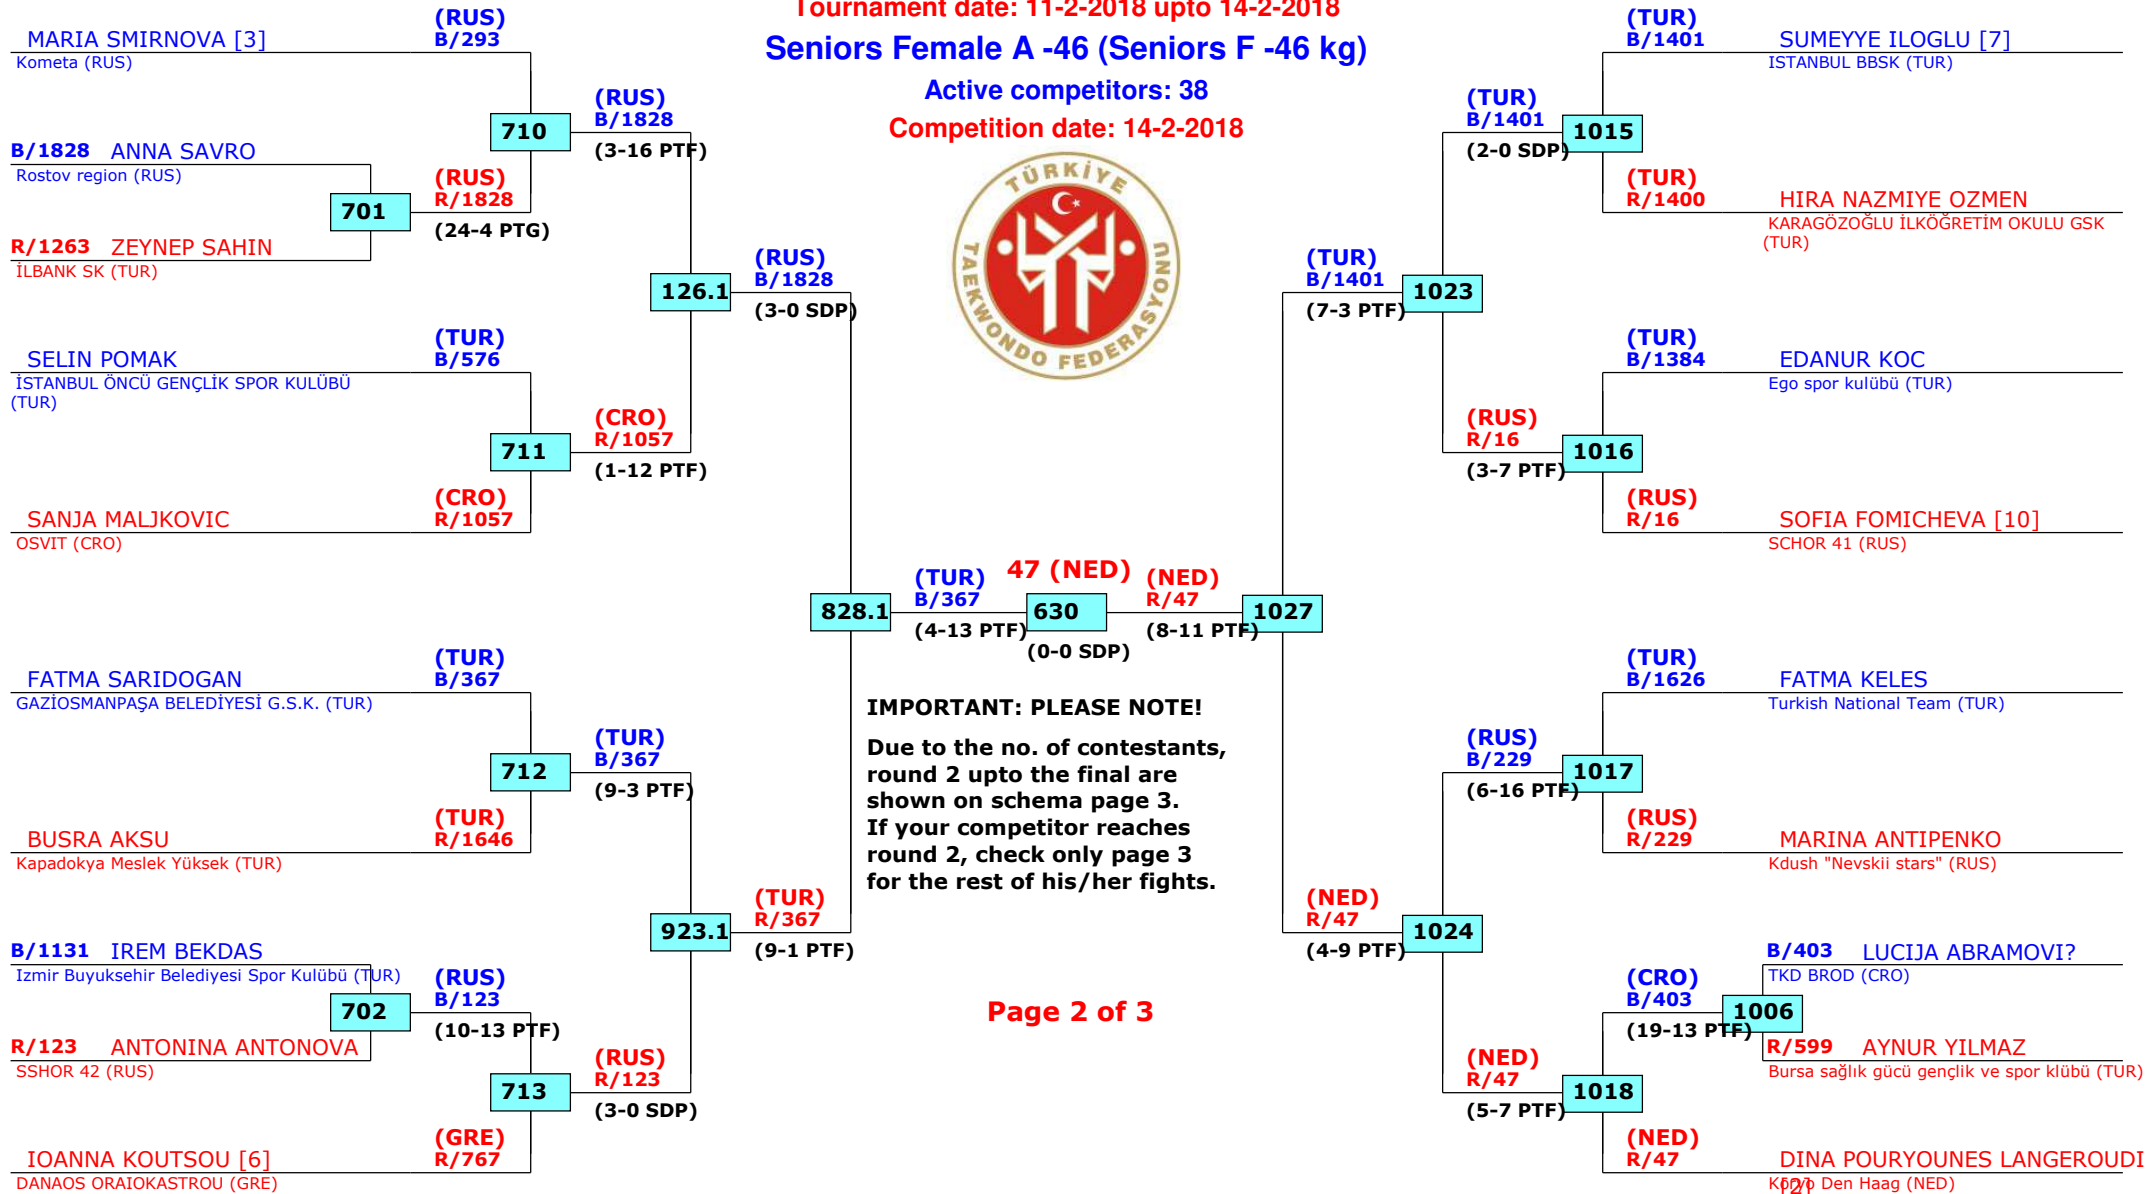 Tournament date: 11-2-2018 upto 14-2-2018
Seniors Female A -46 (Seniors F -46 kg)
Active competitors: 38
Competition date: 14-2-2018
TÜRKİYE
TAEKWONDO FEDERASYONU
MARIA SMIRNOVA [3]
Kometa (RUS)
(RUS)
B/293
B/1828 ANNA SAVRO
Rostov region (RUS)
R/1263 ZEYNEP SAHIN
İLBANK SK (TUR)
701
(RUS)
R/1828
(24-4 PTG)
710
(RUS)
B/1828
(3-16 PTF)
SELIN POMAK
İSTANBUL ÖNCÜ GENÇLİK SPOR KULÜBÜ
(TUR)
(TUR)
B/576
711
(CRO)
R/1057
(1-12 PTF)
SANJA MALJKOVIC
OSVIT (CRO)
(CRO)
R/1057
126.1
(RUS)
B/1828
(3-0 SDP)
FATMA SARIDOGAN
GAZİOSMANPAŞA BELEDİYESİ G.S.K. (TUR)
(TUR)
B/367
712
(TUR)
B/367
(9-3 PTF)
BUSRA AKSU
Kapadokya Meslek Yüksek (TUR)
(TUR)
R/1646
B/1131 IREM BEKDAS
Izmir Buyuksehir Belediyesi Spor Kulübü (TUR)
R/123 ANTONINA ANTONOVA
SSHOR 42 (RUS)
702
(RUS)
B/123
(10-13 PTF)
713
(RUS)
R/123
(3-0 SDP)
IOANNA KOUTSOU [6]
DANAOS ORAIOKASTROU (GRE)
(GRE)
R/767
923.1
(TUR)
R/367
(9-1 PTF)
828.1
(TUR)
B/367
(4-13 PTF)
47 (NED)
630
(0-0 SDP)
(NED)
R/47
(8-11 PTF)
1027
IMPORTANT: PLEASE NOTE!
Due to the no. of contestants,
round 2 upto the final are
shown on schema page 3.
If your competitor reaches
round 2, check only page 3
for the rest of his/her fights.
Page 2 of 3
(TUR)
B/1401
(7-3 PTF)
1023
(TUR)
B/1401
(2-0 SDP)
1015
(TUR)
B/1401
SUMEYYE ILOGLU [7]
ISTANBUL BBSK (TUR)
(TUR)
R/1400
HIRA NAZMIYE OZMEN
KARAGÖZOĞLU İLKÖĞRETİM OKULU GSK
(TUR)
(RUS)
R/16
(3-7 PTF)
1016
(TUR)
B/1384
EDANUR KOC
Ego spor kulübü (TUR)
(RUS)
R/16
SOFIA FOMICHEVA [10]
SCHOR 41 (RUS)
(NED)
R/47
(4-9 PTF)
1024
(RUS)
B/229
(6-16 PTF)
1017
(TUR)
B/1626
FATMA KELES
Turkish National Team (TUR)
(RUS)
R/229
MARINA ANTIPENKO
Kdush "Nevskii stars" (RUS)
(NED)
R/47
(5-7 PTF)
1018
(CRO)
B/403
(19-13 PTF)
1006
B/403 LUCIJA ABRAMOVI?
TKD BROD (CRO)
R/599 AYNUR YILMAZ
Bursa sağlık gücü gençlik ve spor klübü (TUR)
(NED)
R/47
DINA POURYOUNES LANGEROUDI
[2]
Den Haag (NED)